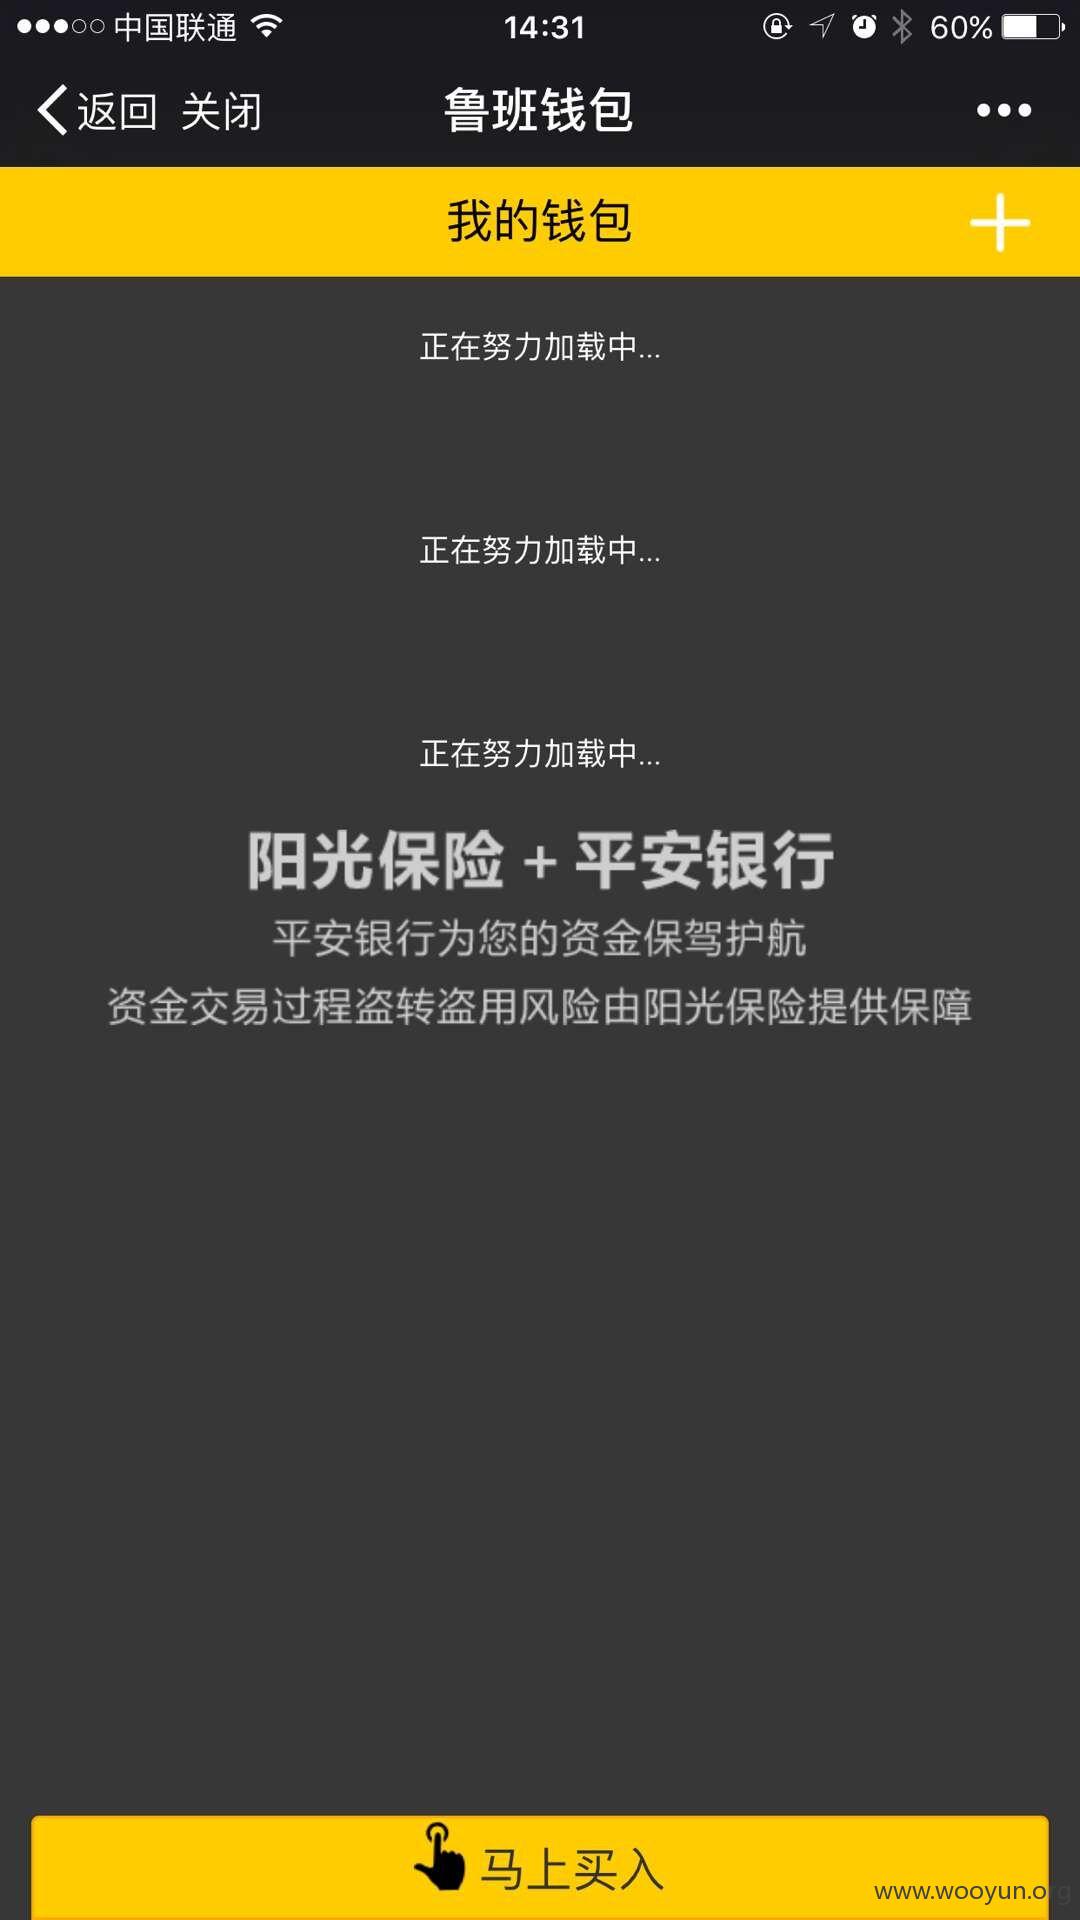 中国联通 14:31 60%
返回 关闭 鲁班钱包
我的钱包
正在努力加载中...
正在努力加载中...
正在努力加载中...
阳光保险 + 平安银行
平安银行为您的资金保驾护航
资金交易过程盗转盗用风险由阳光保险提供保障
马上买入
www.wooyun.org